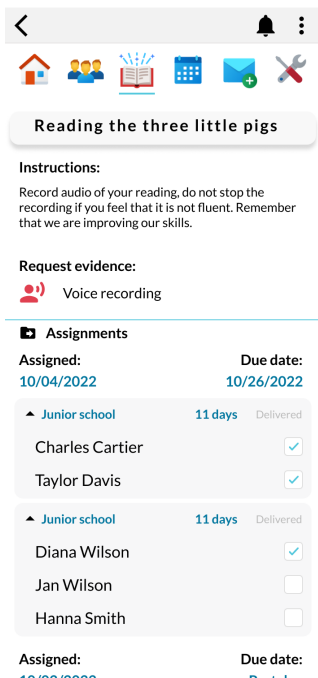 Reading the three little pigs
Instructions:
Record audio of your reading, do not stop the
recording if you feel that it is not fluent. Remember
that we are improving our skills.
Request evidence:
Voice recording
Assignments
Assigned: Due date:
10/04/2022 10/26/2022
Junior school 11 days Delivered
Charles Cartier
Taylor Davis
Junior school 11 days Delivered
Diana Wilson
Jan Wilson
Hanna Smith
Assigned: Due date: